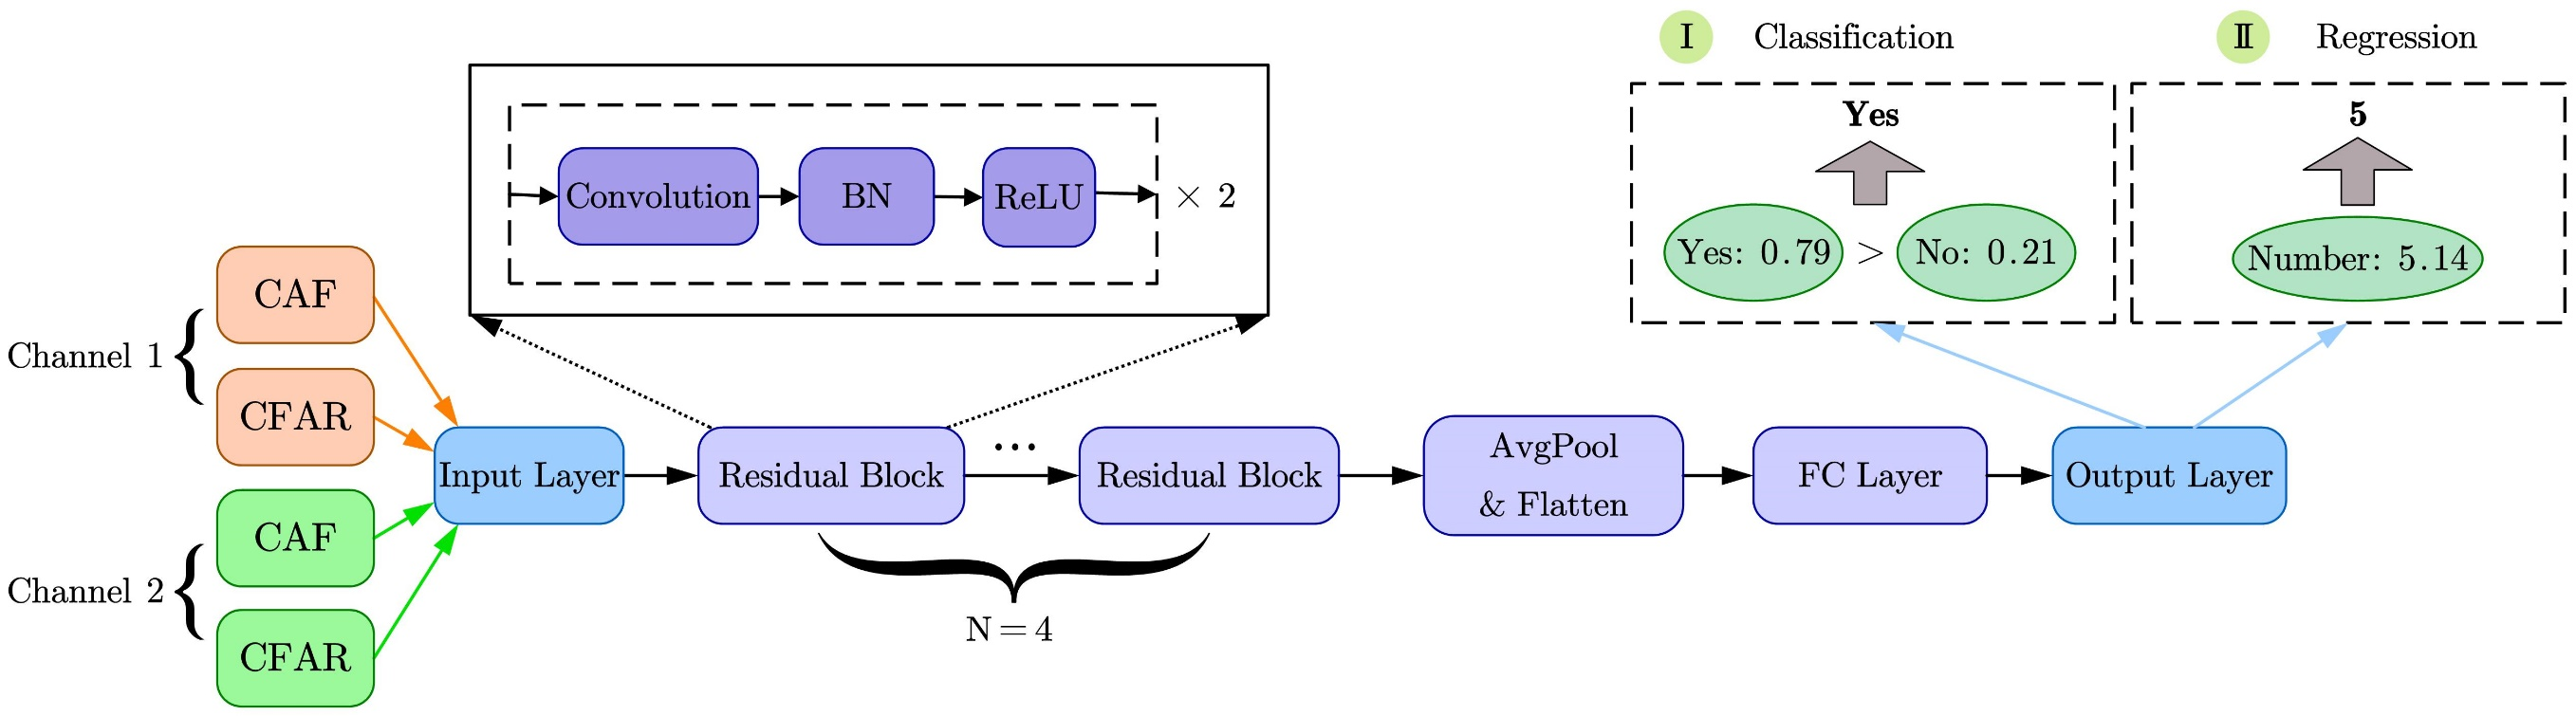 I Classification
II Regression
Yes
5
Convolution
BN
ReLU
× 2
Yes: 0.79 > No: 0.21
Number: 5.14
CAF
Channel 1
CFAR
Input Layer
Residual Block
...
Residual Block
AvgPool
& Flatten
FC Layer
Output Layer
CAF
Channel 2
CFAR
N = 4